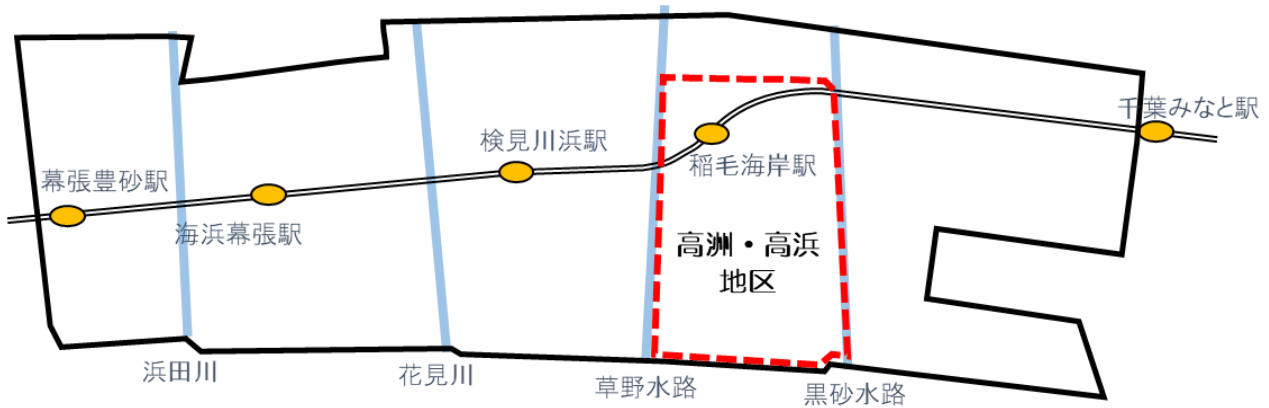 千葉みなと駅
検見川浜駅
稲毛海岸駅
幕張豊砂駅
海浜幕張駅
高洲・高浜
地区
浜田川
花見川
草野水路
黒砂水路